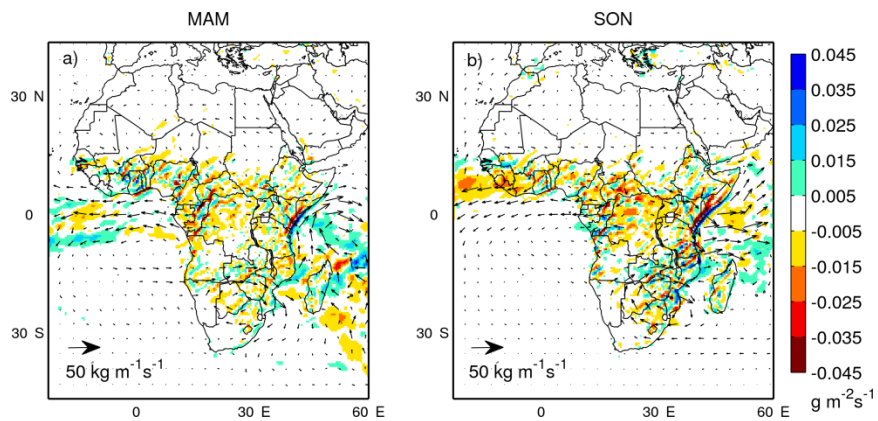 MAM
SON
a)
b)
30 N
0
30 S
30 N
0
30 S
50 kg m⁻¹s⁻¹
50 kg m⁻¹s⁻¹
0
30 E
60 E
0
30 E
60 E
0.045
0.035
0.025
0.015
0.005
-0.005
-0.015
-0.025
-0.035
-0.045
g m⁻²s⁻¹